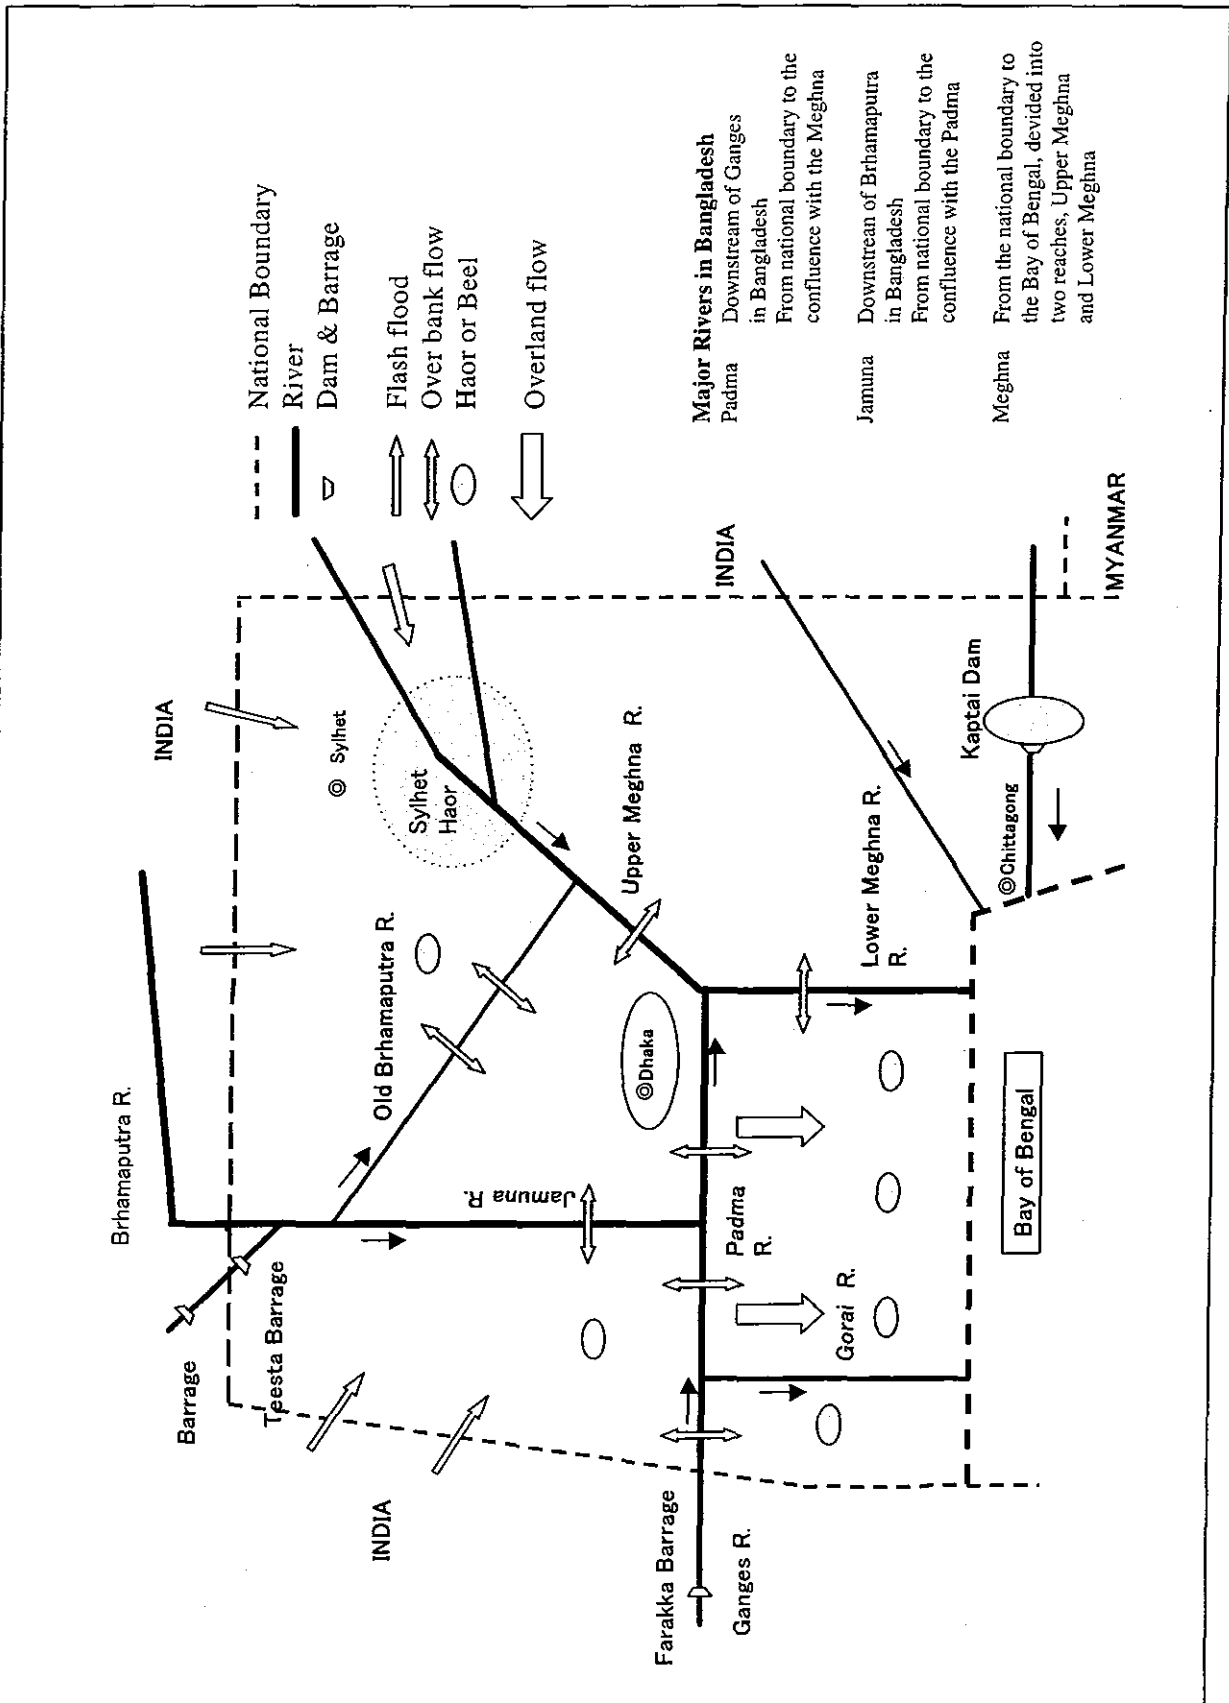 Brhamaputra R.
INDIA
Barrage
Teesta Barrage
INDIA
Old Brhamaputra R.
Sylhet
Sylhet
Haor
Jamuna R.
Upper Meghna R.
Dhaka
Farakka Barrage
Ganges R.
Padma
R.
Gorai R.
Lower Meghna R.
R.
INDIA
Kaptai Dam
Chittagong
MYANMAR
Bay of Bengal
National Boundary
River
Dam & Barrage
Flash flood
Over bank flow
Haor or Beel
Overland flow
Major Rivers in Bangladesh
Padma Downstream of Ganges
in Bangladesh
From national boundary to the
confluence with the Meghna
Jamuna Downstrean of Brhamaputra
in Bangladesh
From national boundary to the
confluence with the Padma
Meghna From the national boundary to
the Bay of Bengal, devided into
two reaches, Upper Meghna
and Lower Meghna